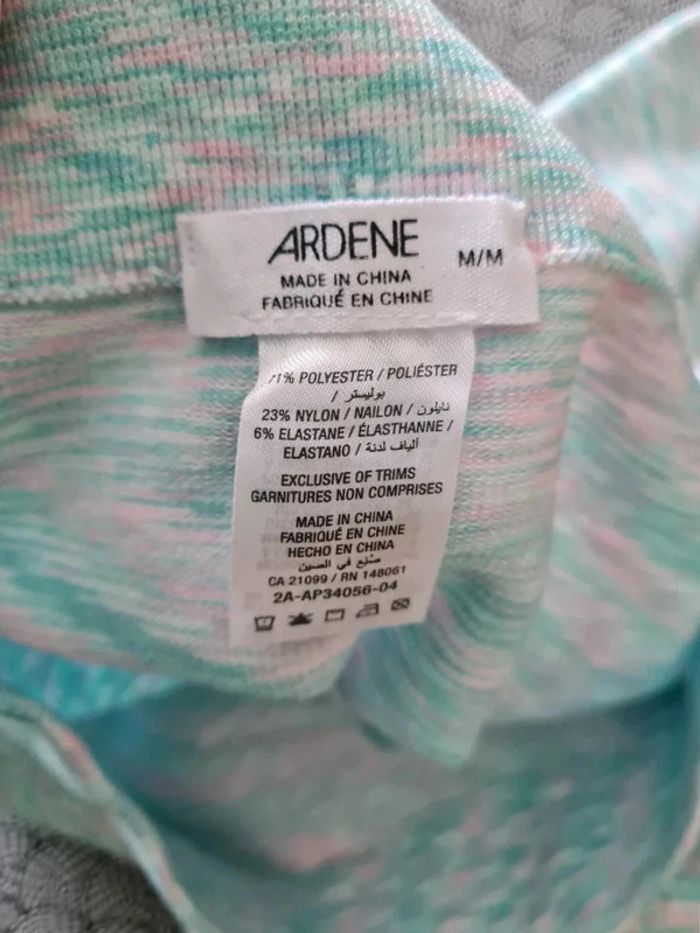 ARDENE
M/M
MADE IN CHINA
FABRIQUÉ EN CHINE
71% POLYESTER / POLIÉSTER
/ بوليستر
23% NYLON / NAILON / نايلون
6% ELASTANE / ÉLASTHANNE /
ELASTANO / ألياف لدنة
EXCLUSIVE OF TRIMS
GARNITURES NON COMPRISES
MADE IN CHINA
FABRIQUÉ EN CHINE
HECHO EN CHINA
صنع في الصين
CA 21099 / RN 148061
2A-AP34056-04